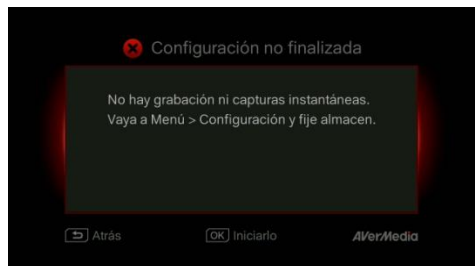 Configuración no finalizada
No hay grabación ni capturas instantáneas.
Vaya a Menú > Configuración y fije almacen.
Atrás
OK Iniciarlo
AVerMedia